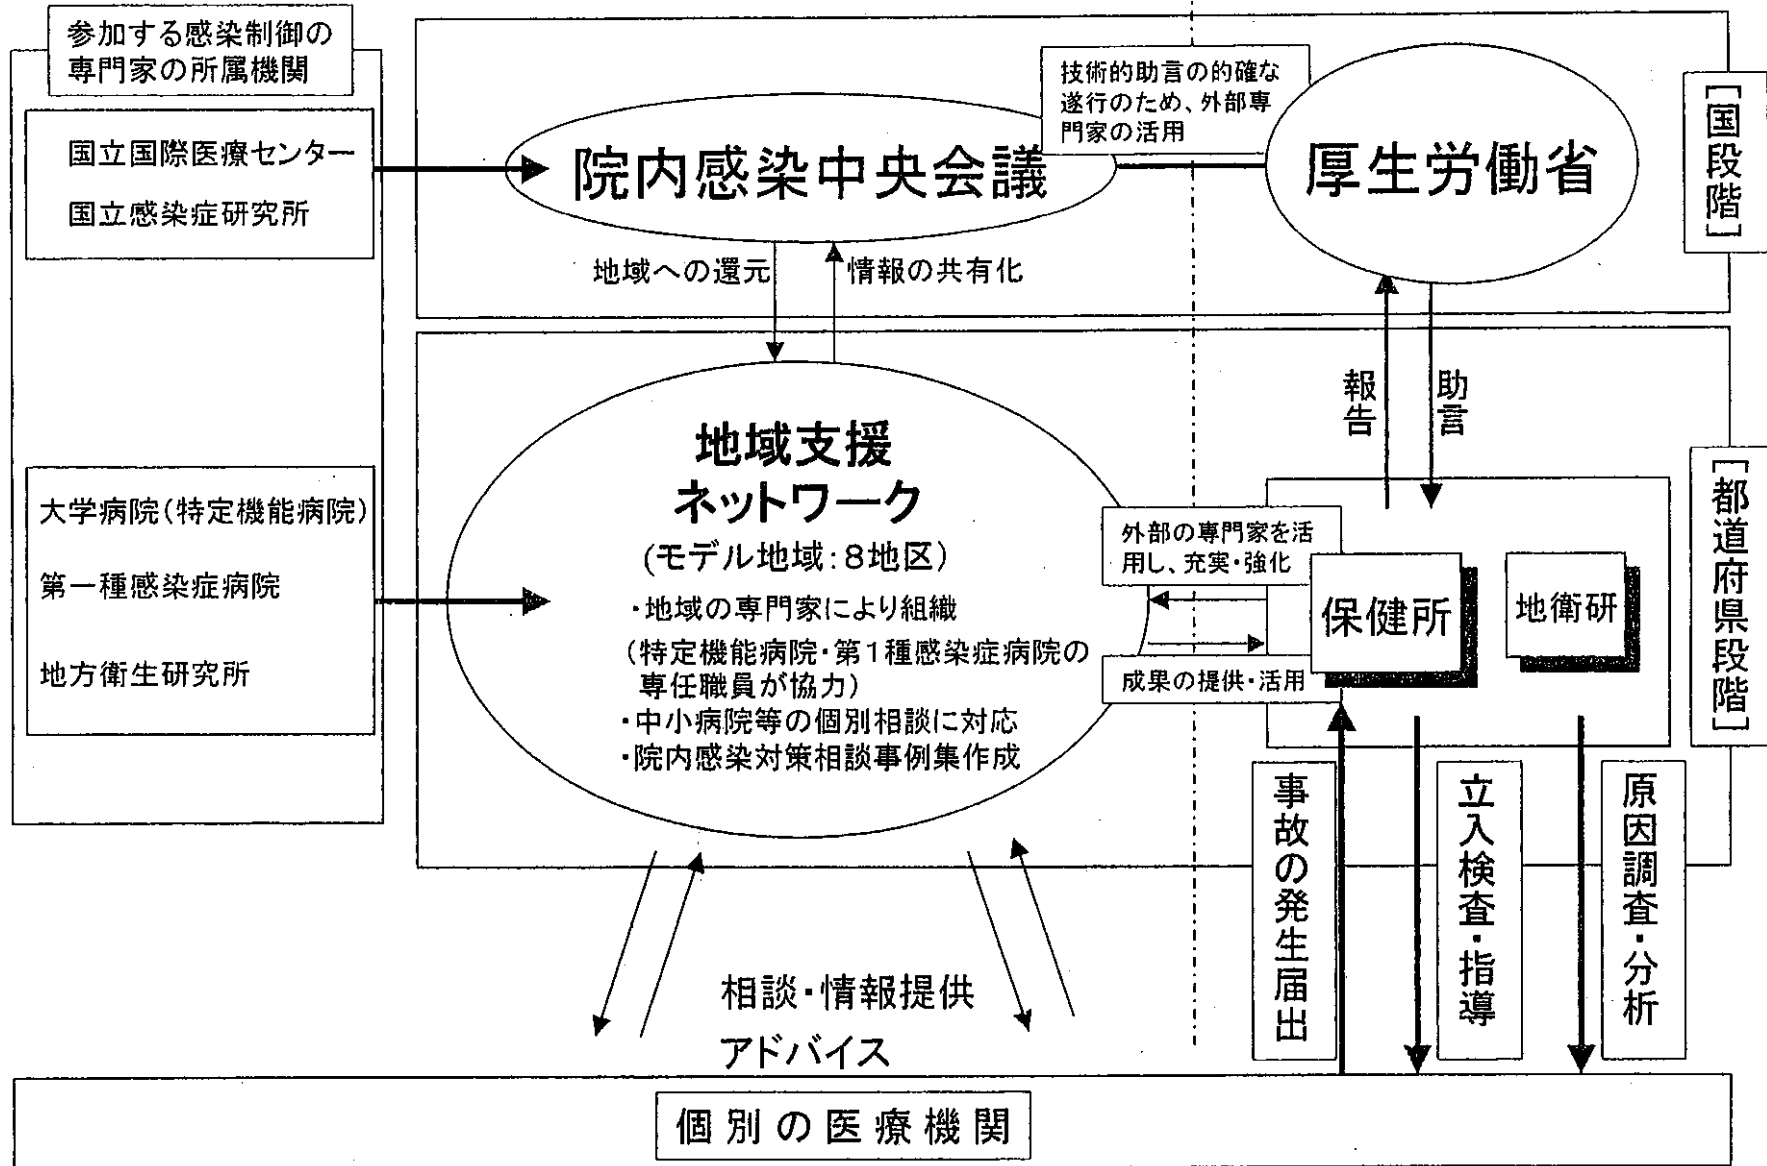 参加する感染制御の
専門家の所属機関
国立国際医療センター
国立感染症研究所
大学病院(特定機能病院)
第一種感染症病院
地方衛生研究所
院内感染中央会議
技術的助言の的確な
遂行のため、外部専
門家の活用
厚生労働省
[国段階]
地域への還元
情報の共有化
報告
助言
地域支援
ネットワーク
(モデル地域:8地区)
・地域の専門家により組織
(特定機能病院・第1種感染症病院の
専任職員が協力)
・中小病院等の個別相談に対応
・院内感染対策相談事例集作成
外部の専門家を活
用し、充実・強化
成果の提供・活用
保健所
地衛研
[都道府県段階]
事故の発生届出
立入検査・指導
原因調査・分析
相談・情報提供
アドバイス
個別の医療機関